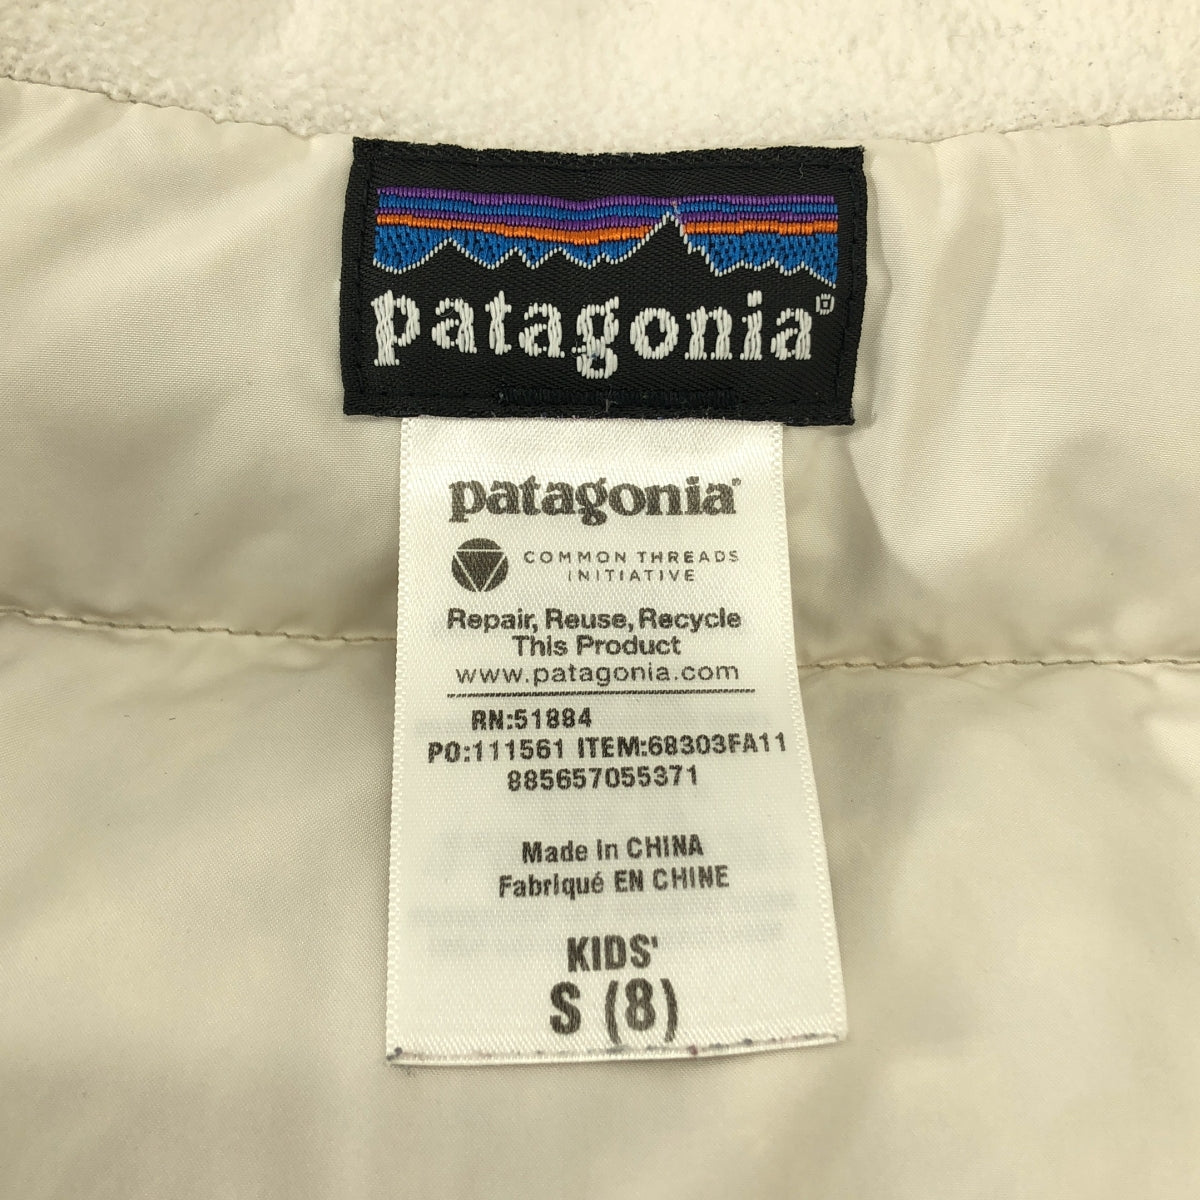 patagonia®
patagonia®
COMMON THREADS
INITIATIVE
Repair, Reuse, Recycle
This Product
www.patagonia.com
RN:51884
PO:111561 ITEM:68303FA11
885657055371
Made in CHINA
Fabriqué EN CHINE
KIDS'
S (8)